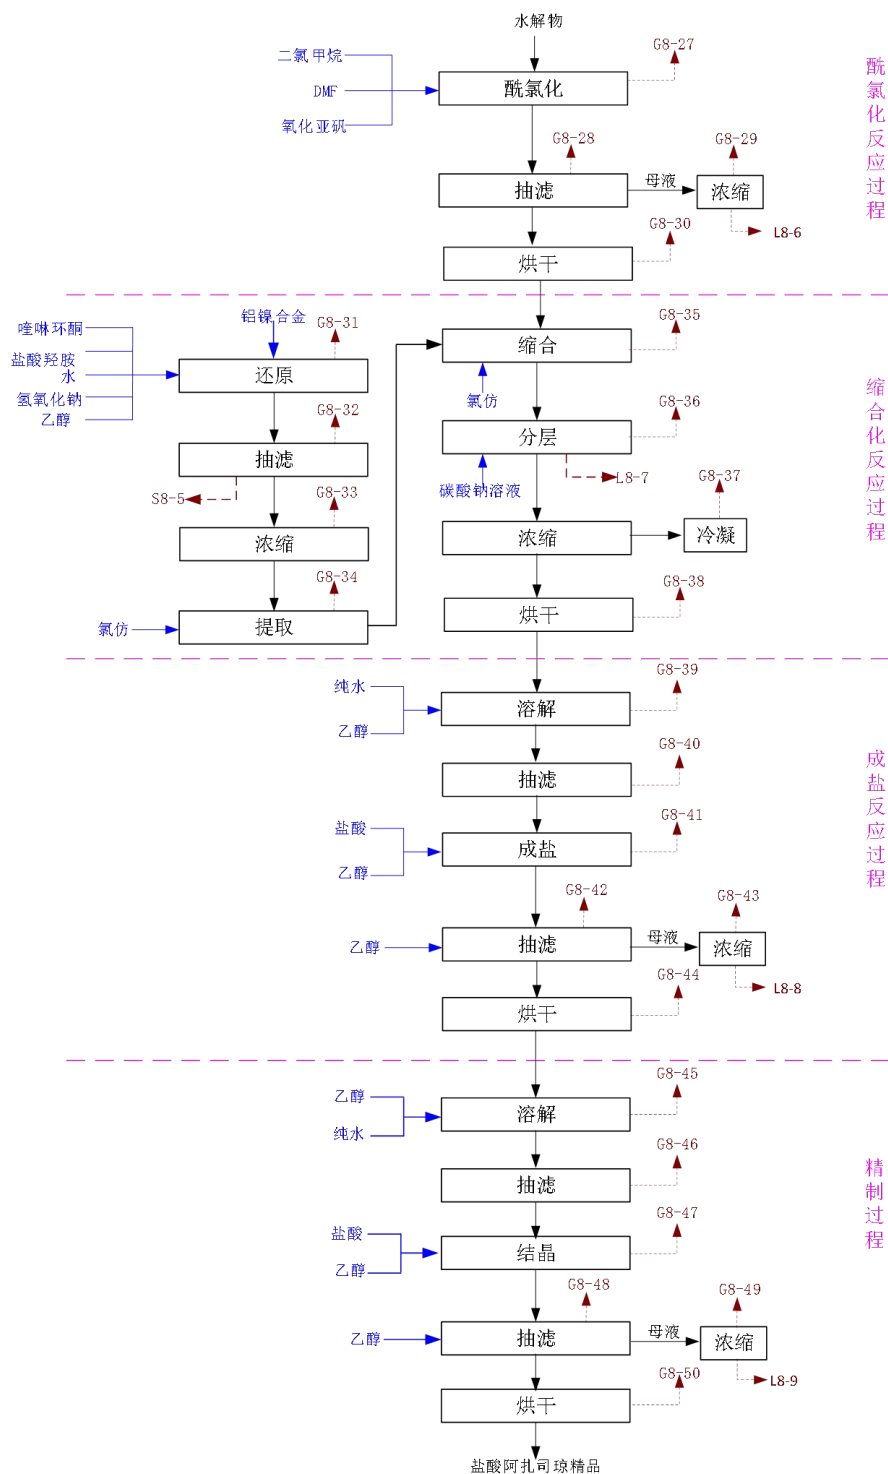 水解物
G8-27
二氯甲烷
DMF
氧化亚矾
酰氯化
酰氯化反应过程
G8-28
G8-29
抽滤
母液
浓缩
L8-6
G8-30
烘干
喹啉环酮
盐酸羟胺
水
氢氧化钠
乙醇
铝镍合金
G8-31
还原
G8-32
抽滤
S8-5
G8-33
浓缩
G8-34
氯仿
提取
G8-35
缩合
氯仿
G8-36
分层
碳酸钠溶液
L8-7
G8-37
浓缩
冷凝
G8-38
烘干
缩合化反应过程
纯水
乙醇
G8-39
溶解
G8-40
抽滤
盐酸
乙醇
G8-41
成盐
成盐反应过程
G8-42
G8-43
乙醇
抽滤
母液
浓缩
L8-8
G8-44
烘干
乙醇
纯水
G8-45
溶解
G8-46
抽滤
盐酸
乙醇
G8-47
结晶
精制过程
G8-48
G8-49
乙醇
抽滤
母液
浓缩
L8-9
G8-50
烘干
盐酸阿扎司琼精品